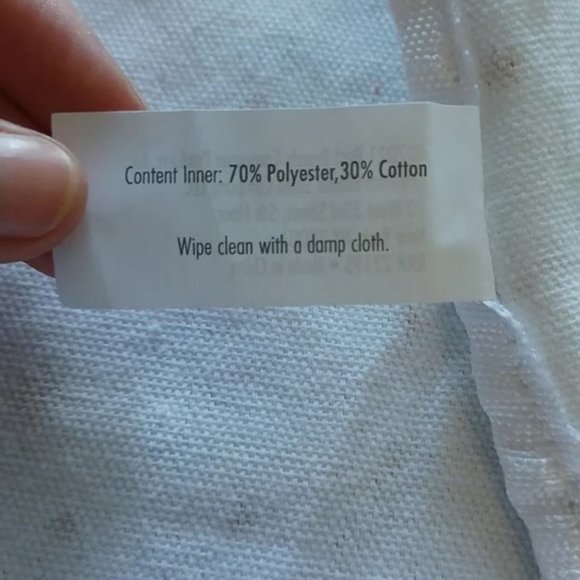 Content Inner: 70% Polyester,30% Cotton
Wipe clean with a damp cloth.